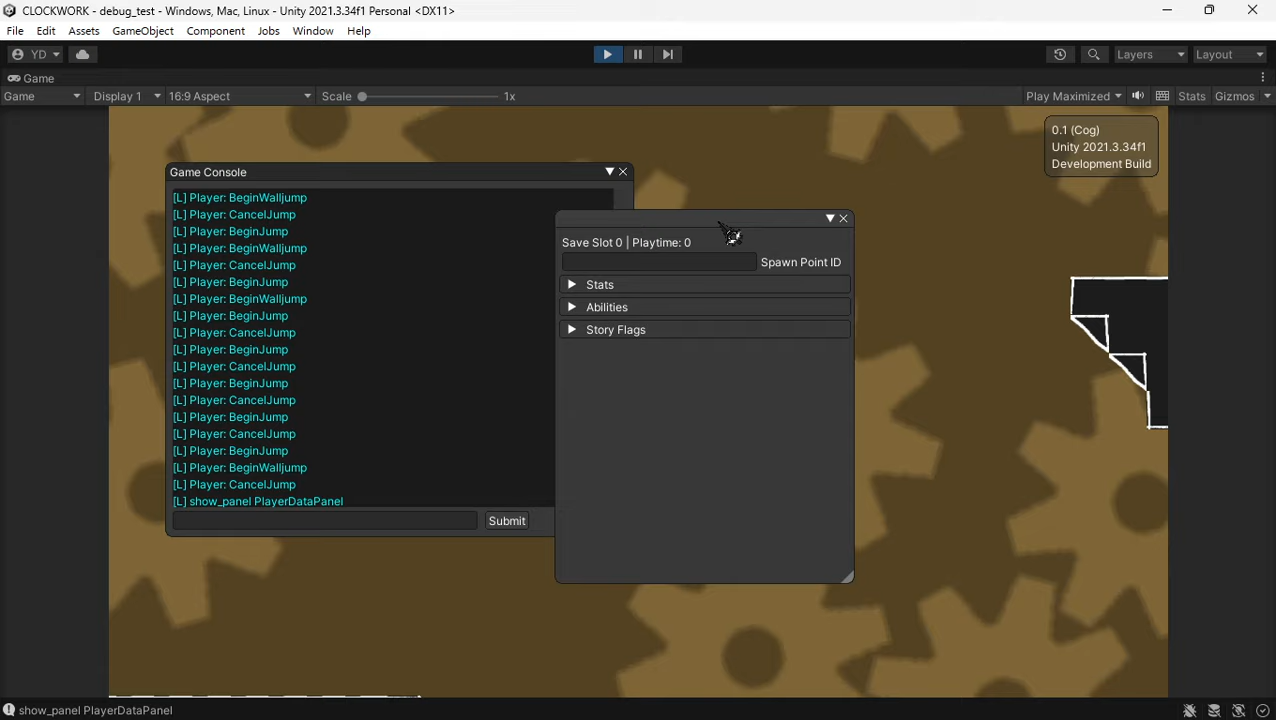 CLOCKWORK - debug_test - Windows, Mac, Linux - Unity 2021.3.34f1 Personal <DX11>
File Edit Assets GameObject Component Jobs Window Help
YD Layers Layout
Game
Game Display 1 16:9 Aspect Scale 1x Play Maximized Stats Gizmos
0.1 (Cog)
Unity 2021.3.34f1
Development Build
Game Console
[L] Player: BeginWalljump
[L] Player: CancelJump
[L] Player: BeginJump
[L] Player: BeginWalljump
[L] Player: CancelJump
[L] Player: BeginJump
[L] Player: BeginWalljump
[L] Player: BeginJump
[L] Player: CancelJump
[L] Player: BeginJump
[L] Player: CancelJump
[L] Player: BeginJump
[L] Player: CancelJump
[L] Player: BeginJump
[L] Player: CancelJump
[L] Player: BeginJump
[L] Player: BeginWalljump
[L] Player: CancelJump
[L] show_panel PlayerDataPanel
Submit
Save Slot 0 | Playtime: 0
Spawn Point ID
Stats
Abilities
Story Flags
show_panel PlayerDataPanel